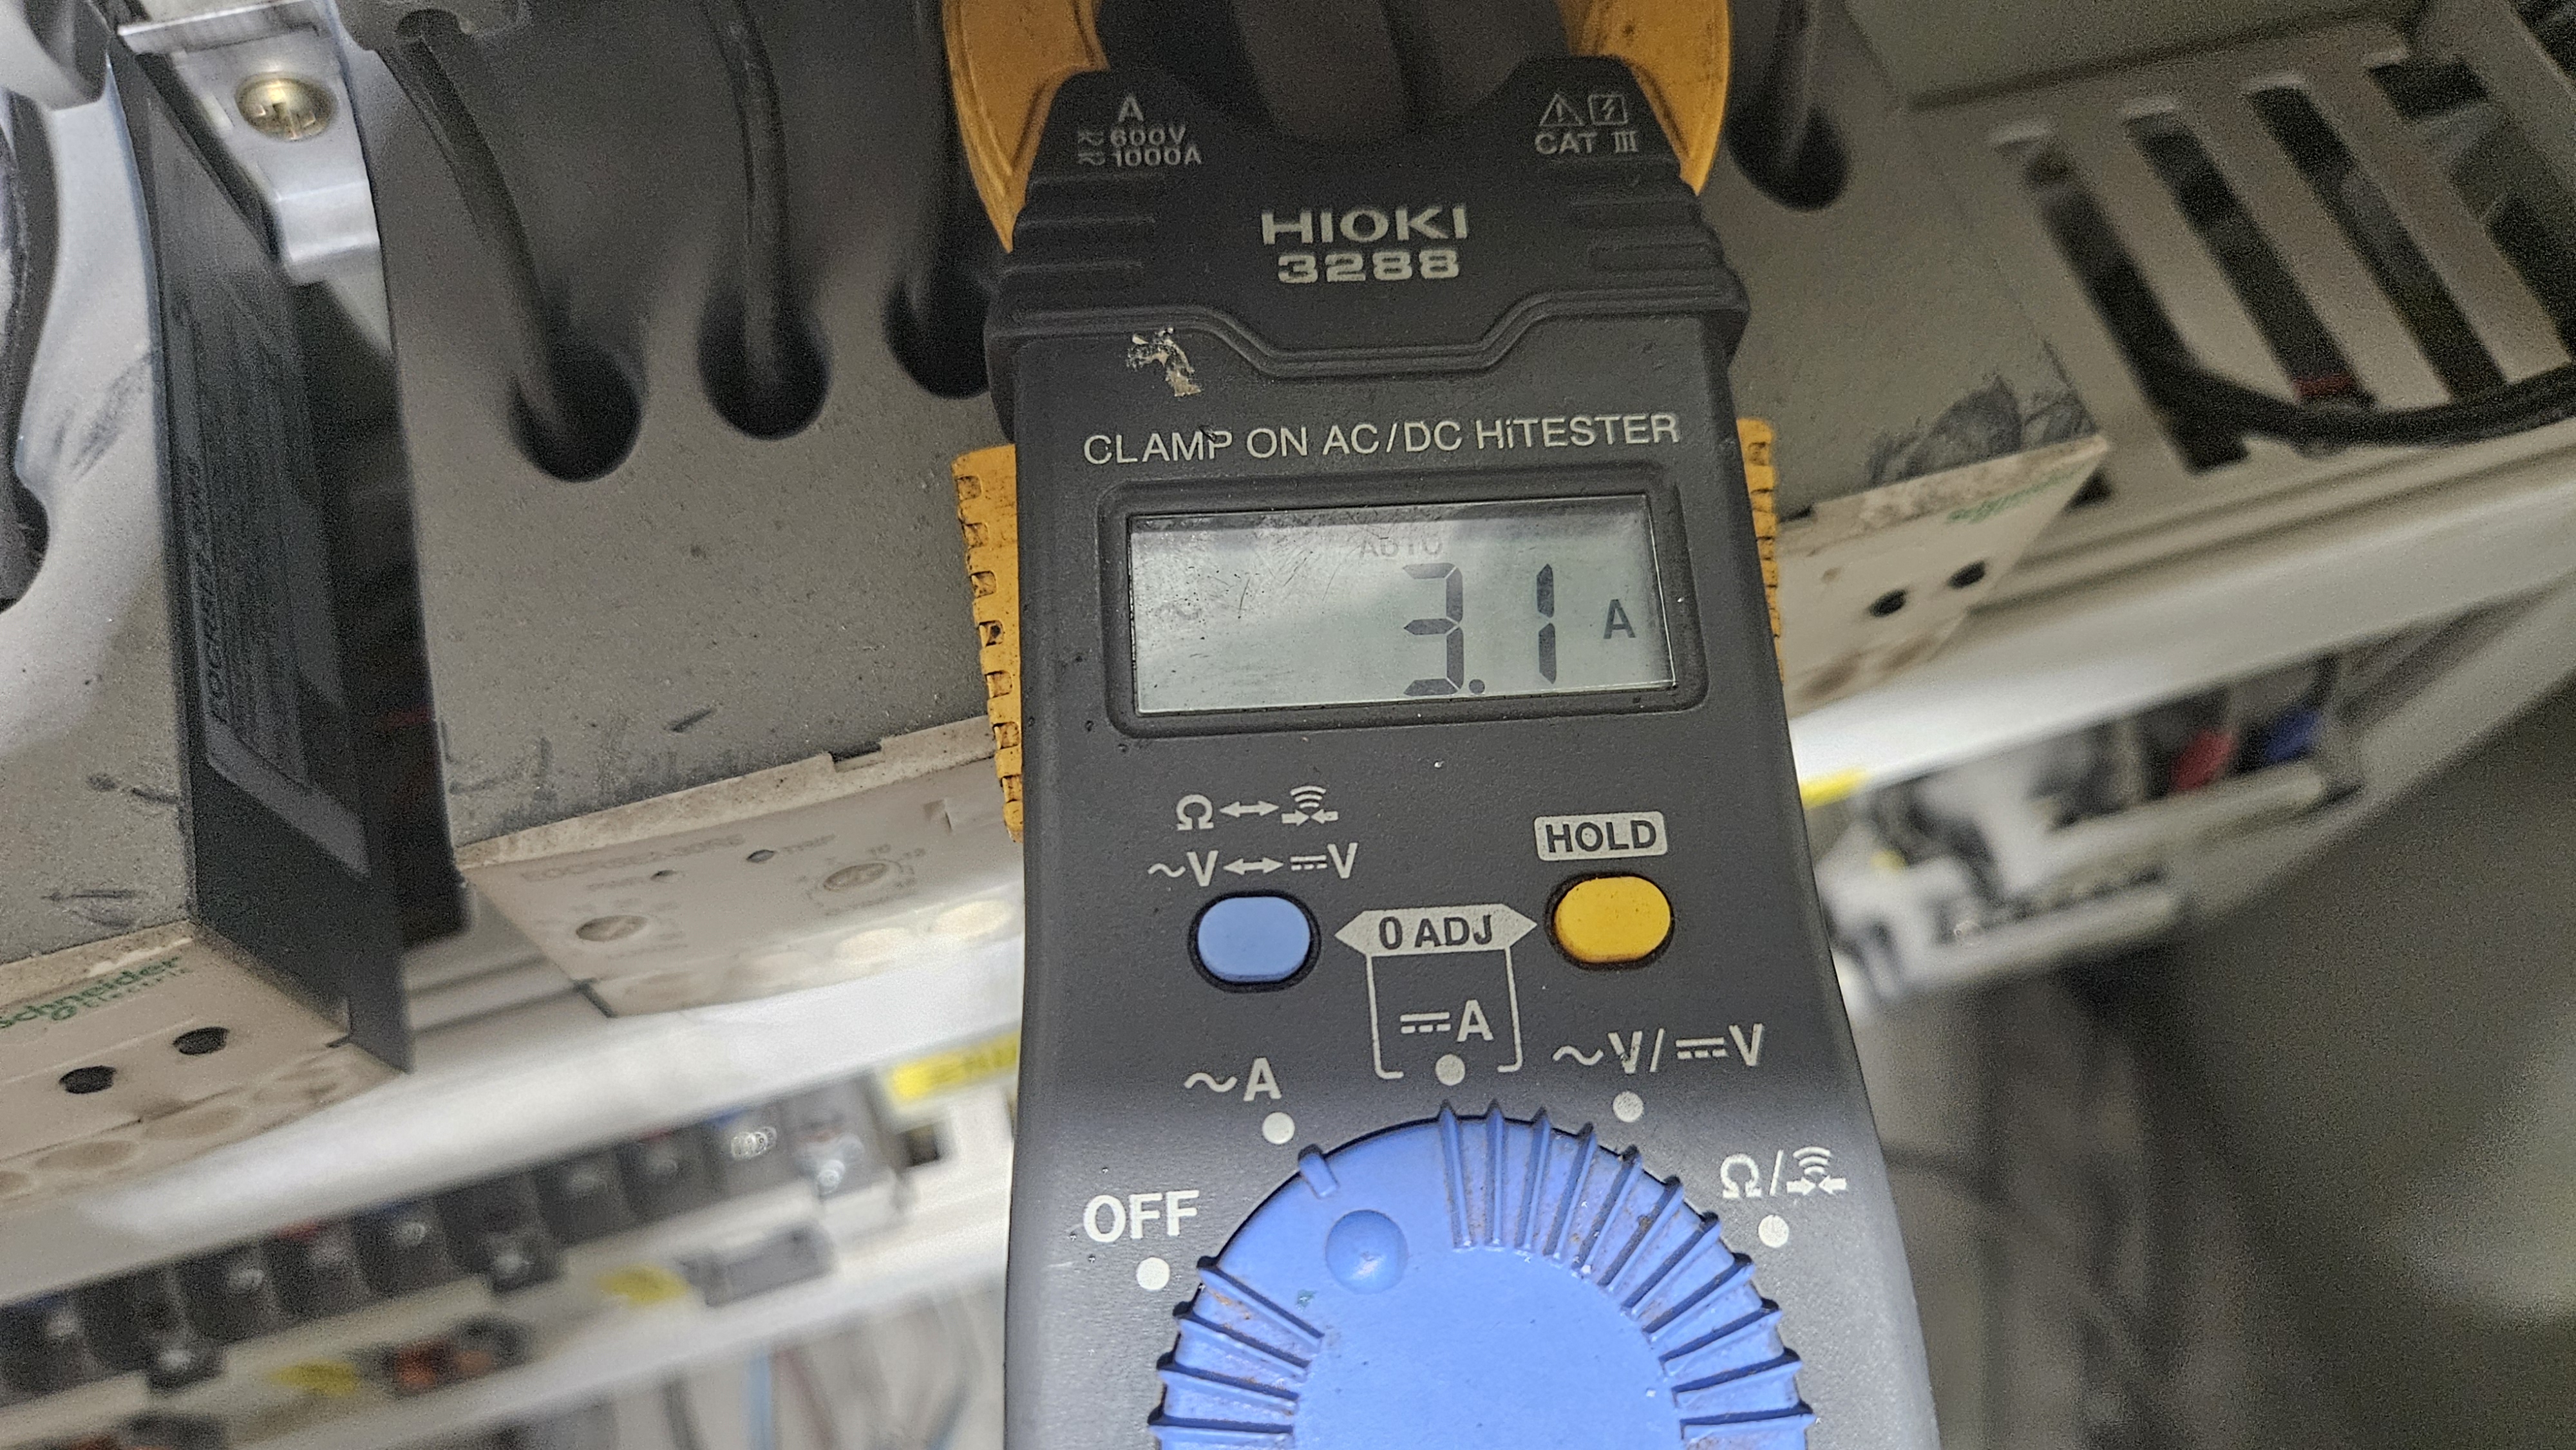 A
600V
1000A
CAT III
HIOKI
3288
CLAMP ON AC/DC HiTESTER
AUTO
3.1 A
Ω↔
~V↔⎓V
HOLD
0 ADJ
⎓A
~A
~V/⎓V
Ω/
OFF
Schneider
Electric